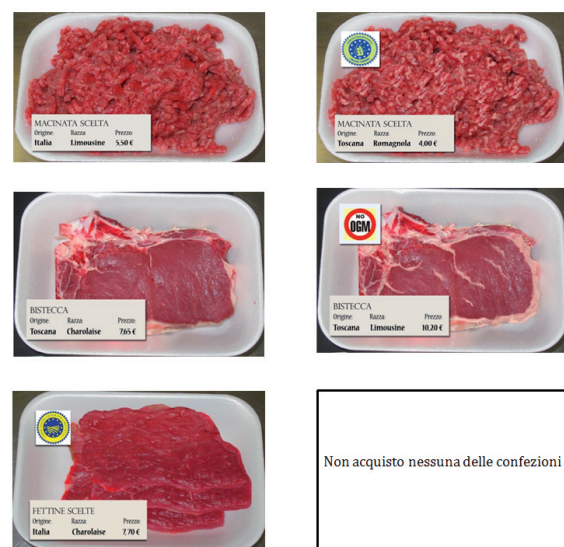 MACINATA SCELTA
Origine: Razza: Prezzo:
Italia Limousine 5,50 €
MACINATA SCELTA
Origine: Razza: Prezzo:
Toscana Romagnola 4,00 €
BISTECCA
Origine: Razza: Prezzo:
Toscana Charolaise 7,65 €
NO
OGM
BISTECCA
Origine: Razza: Prezzo:
Toscana Limousine 10,20 €
FETTINE SCELTE
Origine: Razza: Prezzo:
Italia Charolaise 7,70 €
Non acquisto nessuna delle confezioni